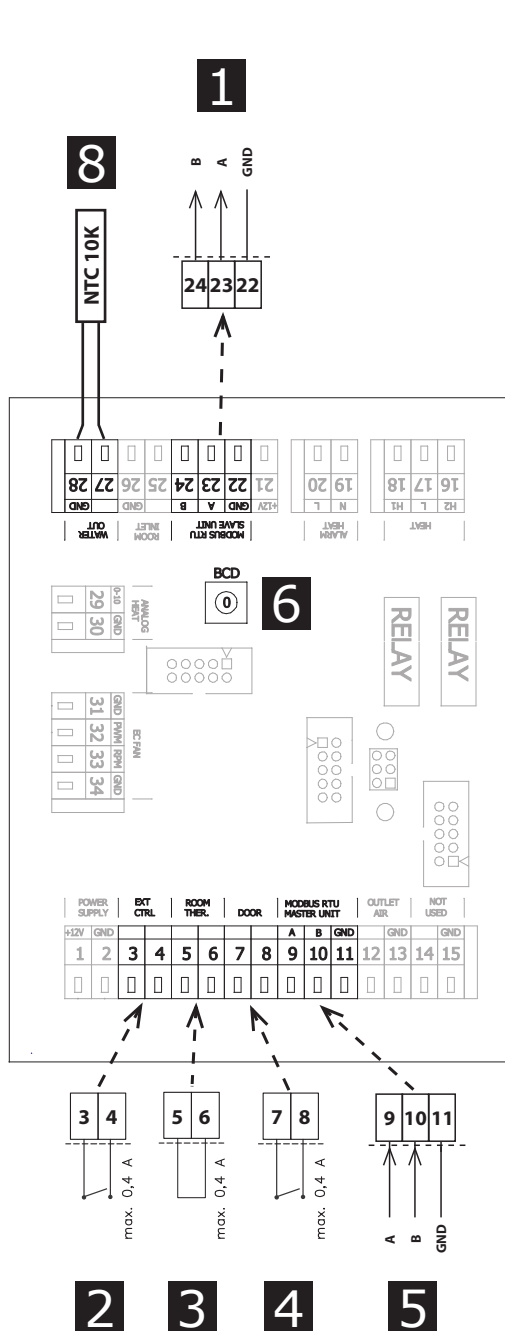 1
8
B A GND
NTC 10K
24 23 22
28 27 26 25 24 23 22 21 20 19 18 17 16
GND GND B A GND +12V L N H1 L H2
WATER OUT
ROOM INLET
MODBUS RTU SLAVE UNIT
ALARM HEAT
HEAT
BCD
0
6
29 0-10
30 GND
ANALOG HEAT
RELAY RELAY
31 GND
32 PWM
33 RPM
34 GND
EC FAN
POWER SUPPLY
EXT CTRL
ROOM THER.
DOOR
MODBUS RTU MASTER UNIT
OUTLET AIR
NOT USED
+12V GND A B GND GND GND
1 2 3 4 5 6 7 8 9 10 11 12 13 14 15
3 4
5 6
7 8
9 10 11
max. 0,4 A
max. 0,4 A
max. 0,4 A
A B GND
2 3 4 5